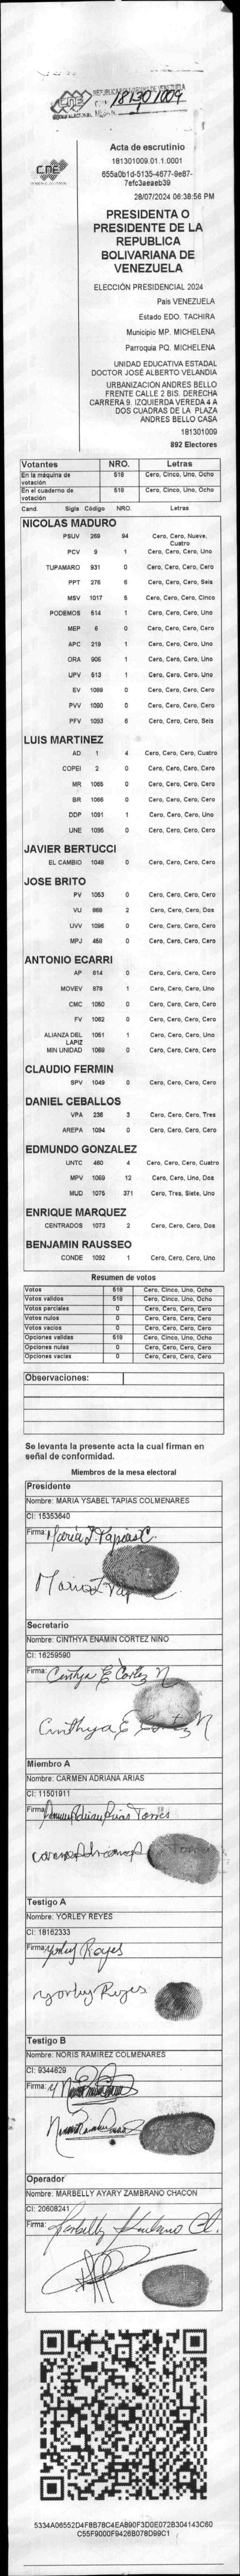 CNE
REPUBLICA BOLIVARIANA DE VENEZUELA
181301009
CNE
Acta de escrutinio
181301009.01.1.0001
655a0b1d-5135-4677-9e87-
7efc3aeaeb39
28/07/2024 06:38:56 PM
PRESIDENTA O
PRESIDENTE DE LA
REPUBLICA
BOLIVARIANA DE
VENEZUELA
ELECCIÓN PRESIDENCIAL 2024
Pais VENEZUELA
Estado EDO. TACHIRA
Municipio MP. MICHELENA
Parroquia PQ. MICHELENA
UNIDAD EDUCATIVA ESTADAL
DOCTOR JOSÉ ALBERTO VELANDIA
URBANIZACION ANDRES BELLO
FRENTE CALLE 2 BIS. DERECHA
CARRERA 9. IZQUIERDA VEREDA 4 A
DOS CUADRAS DE LA PLAZA
ANDRES BELLO CASA
181301009
892 Electores
Votantes NRO. Letras
En la máquina de votación 518 Cero, Cinco, Uno, Ocho
En el cuaderno de votación 518 Cero, Cinco, Uno, Ocho
Cand. Sigla Código NRO. Letras
NICOLAS MADURO
PSUV 269 94 Cero, Cero, Nueve, Cuatro
PCV 9 1 Cero, Cero, Cero, Uno
TUPAMARO 931 0 Cero, Cero, Cero, Cero
PPT 276 6 Cero, Cero, Cero, Seis
MSV 1017 5 Cero, Cero, Cero, Cinco
PODEMOS 514 1 Cero, Cero, Cero, Uno
MEP 6 0 Cero, Cero, Cero, Cero
APC 219 1 Cero, Cero, Cero, Uno
ORA 906 1 Cero, Cero, Cero, Uno
UPV 513 1 Cero, Cero, Cero, Uno
EV 1089 0 Cero, Cero, Cero, Cero
PVV 1090 0 Cero, Cero, Cero, Cero
PFV 1093 6 Cero, Cero, Cero, Seis
LUIS MARTINEZ
AD 1 4 Cero, Cero, Cero, Cuatro
COPEI 2 0 Cero, Cero, Cero, Cero
MR 1065 0 Cero, Cero, Cero, Cero
BR 1066 0 Cero, Cero, Cero, Cero
DDP 1091 1 Cero, Cero, Cero, Uno
UNE 1095 0 Cero, Cero, Cero, Cero
JAVIER BERTUCCI
EL CAMBIO 1048 0 Cero, Cero, Cero, Cero
JOSE BRITO
PV 1053 0 Cero, Cero, Cero, Cero
VU 868 2 Cero, Cero, Cero, Dos
UVV 1096 0 Cero, Cero, Cero, Cero
MPJ 458 0 Cero, Cero, Cero, Cero
ANTONIO ECARRI
AP 614 0 Cero, Cero, Cero, Cero
MOVEV 878 1 Cero, Cero, Cero, Uno
CMC 1050 0 Cero, Cero, Cero, Cero
FV 1062 0 Cero, Cero, Cero, Cero
ALIANZA DEL LAPIZ 1051 1 Cero, Cero, Cero, Uno
MIN UNIDAD 1069 0 Cero, Cero, Cero, Cero
CLAUDIO FERMIN
SPV 1049 0 Cero, Cero, Cero, Cero
DANIEL CEBALLOS
VPA 236 3 Cero, Cero, Cero, Tres
AREPA 1094 0 Cero, Cero, Cero, Cero
EDMUNDO GONZALEZ
UNTC 460 4 Cero, Cero, Cero, Cuatro
MPV 1069 12 Cero, Cero, Uno, Dos
MUD 1075 371 Cero, Tres, Siete, Uno
ENRIQUE MARQUEZ
CENTRADOS 1073 2 Cero, Cero, Cero, Dos
BENJAMIN RAUSSEO
CONDE 1092 1 Cero, Cero, Cero, Uno
Resumen de votos
Votos 518 Cero, Cinco, Uno, Ocho
Votos validos 518 Cero, Cinco, Uno, Ocho
Votos parciales 0 Cero, Cero, Cero, Cero
Votos nulos 0 Cero, Cero, Cero, Cero
Votos vacios 0 Cero, Cero, Cero, Cero
Opciones validas 518 Cero, Cinco, Uno, Ocho
Opciones nulas 0 Cero, Cero, Cero, Cero
Opciones vacias 0 Cero, Cero, Cero, Cero
Observaciones:
Se levanta la presente acta la cual firman en
señal de conformidad.
Miembros de la mesa electoral
Presidente
Nombre: MARIA YSABEL TAPIAS COLMENARES
CI: 15353640
Firma: Maria Y Tapias C.
Maria Y Tap
Secretario
Nombre: CINTHYA ENAMIN CORTEZ NIÑO
CI: 16259590
Firma: Cinthya E Cortez N
Cinthya E Cortez N
Miembro A
Nombre: CARMEN ADRIANA ARIAS
CI: 11501911
Firma: Carmen Adriana Arias Torres
Carmen Adriana A Torres
Testigo A
Nombre: YORLEY REYES
CI: 18162333
Firma: Yorley Reyes
Yorley Reyes
Testigo B
Nombre: NORIS RAMIREZ COLMENARES
CI: 9344629
Firma:
Operador
Nombre: MARBELLY AYARY ZAMBRANO CHACON
CI: 20608241
Firma: Marbelly Zambrano Ch.
5334A06552D4F8B78C4EAB90F3D0E072B304143C60
C55F9000F9426B078D99C1